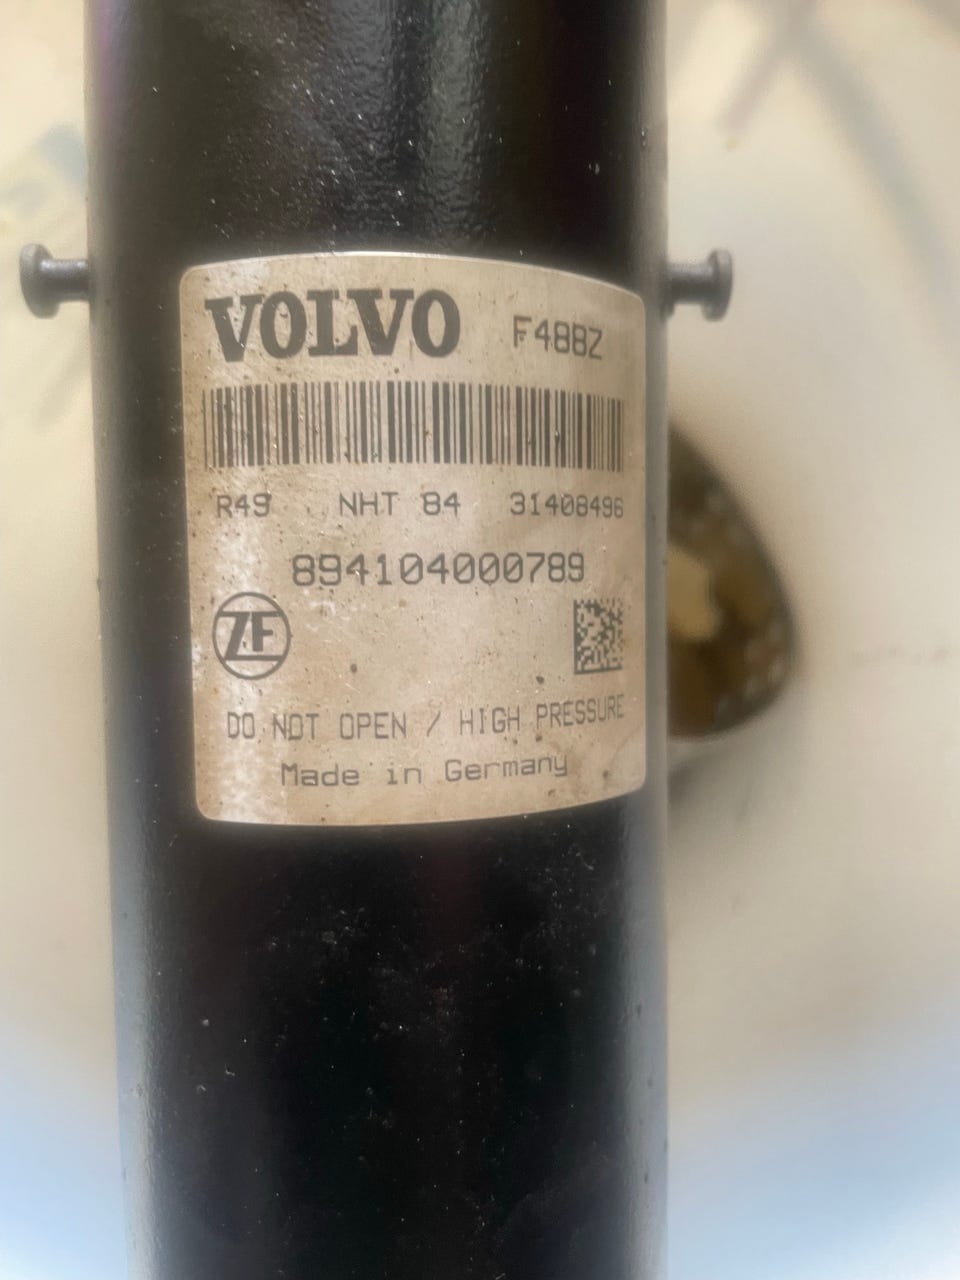 VOLVO F488Z
R49 NHT 84 31408496
894104000789
ZF
DO NOT OPEN / HIGH PRESSURE
Made in Germany